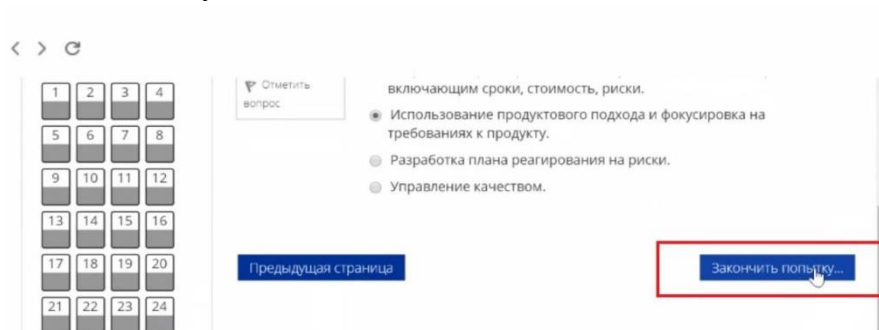 1 2 3 4
Отметить
вопрос
включающим сроки, стоимость, риски.
Использование продуктового подхода и фокусировка на
требованиях к продукту.
5 6 7 8
Разработка плана реагирования на риски.
9 10 11 12
Управление качеством.
13 14 15 16
17 18 19 20
Предыдущая страница
Закончить попытку...
21 22 23 24